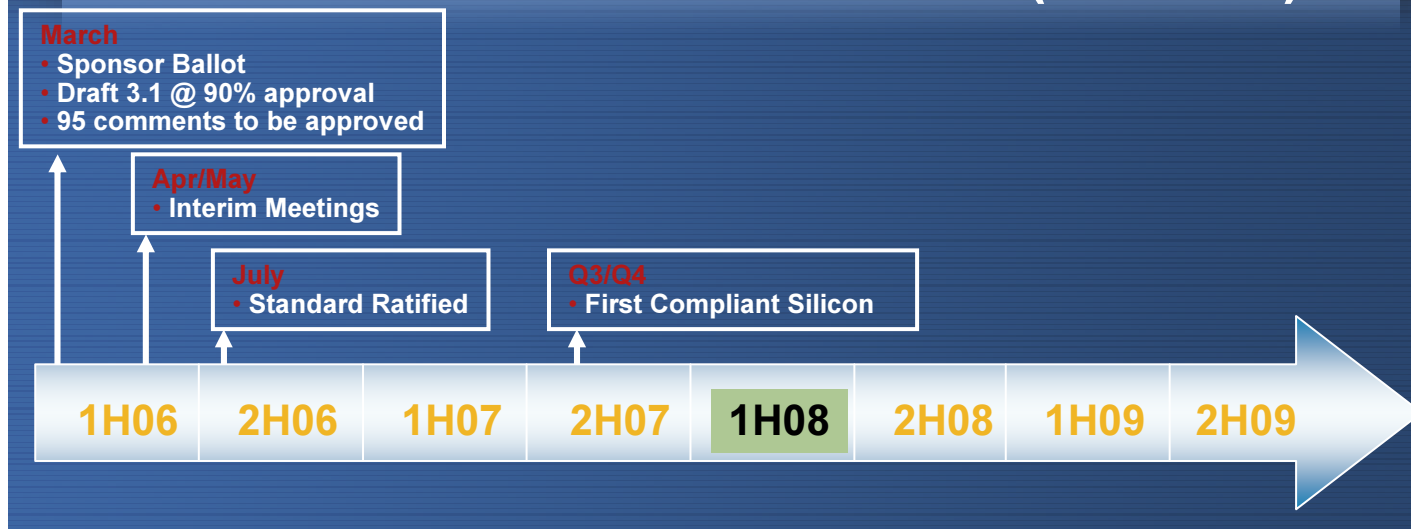 March
• Sponsor Ballot
• Draft 3.1 @ 90% approval
• 95 comments to be approved
Apr/May
• Interim Meetings
July
• Standard Ratified
Q3/Q4
• First Compliant Silicon
1H06 2H06 1H07 2H07 1H08 2H08 1H09 2H09